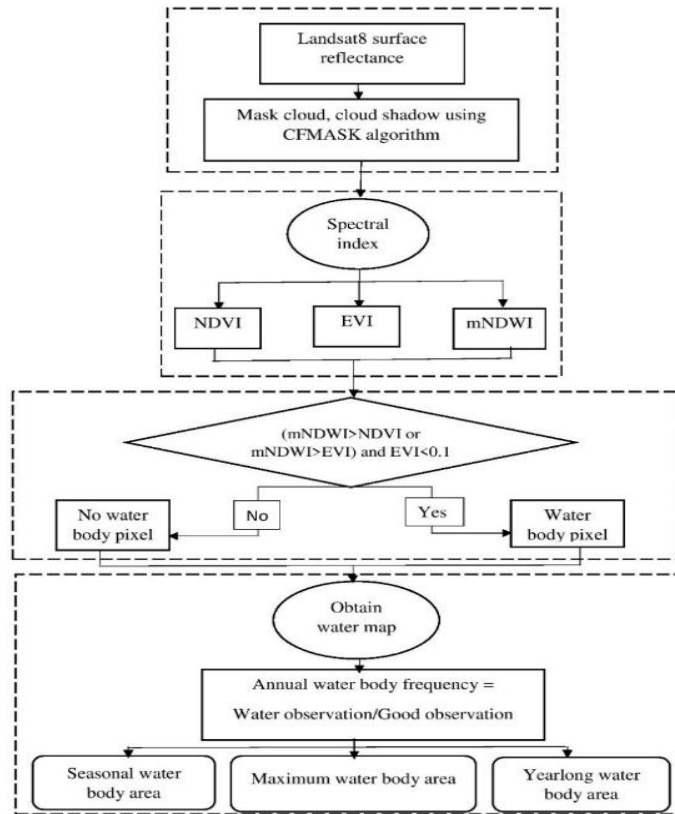 Landsat8 surface
reflectance
Mask cloud, cloud shadow using
CFMASK algorithm
Spectral
index
NDVI
EVI
mNDWI
(mNDWI>NDVI or
mNDWI>EVI) and EVI<0.1
No water
body pixel
No
Yes
Water
body pixel
Obtain
water map
Annual water body frequency =
Water observation/Good observation
Seasonal water
body area
Maximum water body area
Yearlong water
body area